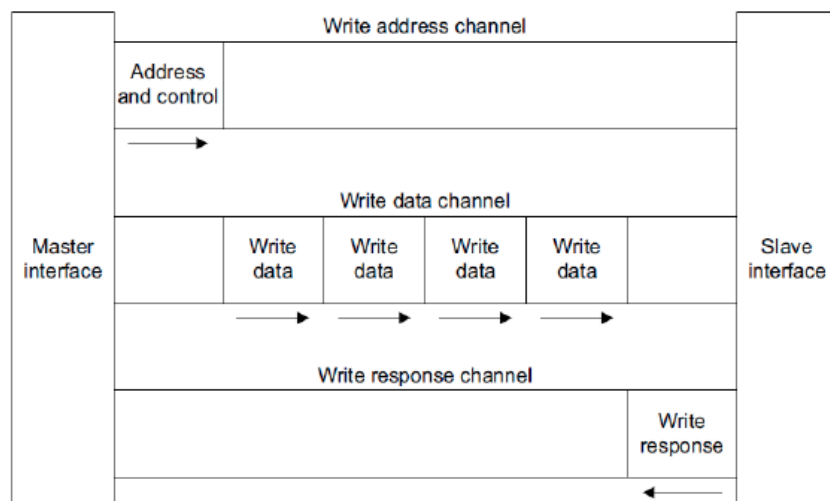 Write address channel
Address
and control
Write data channel
Master
interface
Write
data
Write
data
Write
data
Write
data
Slave
interface
Write response channel
Write
response